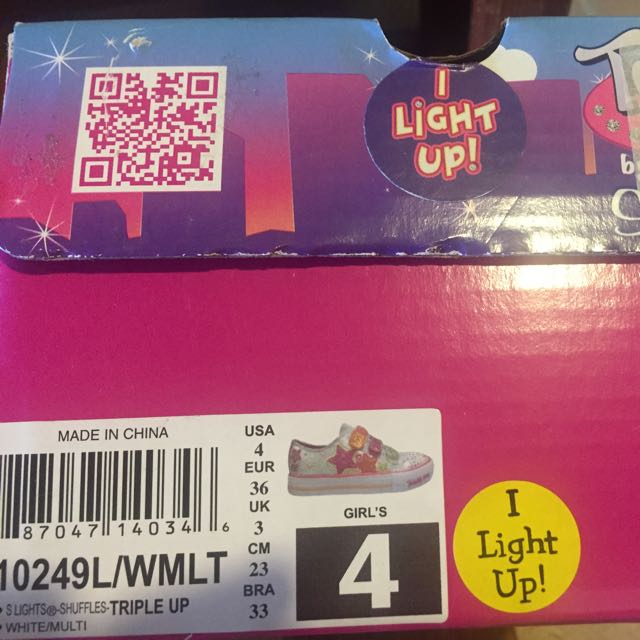 I
LiGHT
UP!
MADE IN CHINA
87047 14034 6
10249L/WMLT
S LIGHTS®-SHUFFLES-TRIPLE UP
WHITE/MULTI
USA
4
EUR
36
UK
3
CM
23
BRA
33
GIRL'S
4
I
Light
Up!